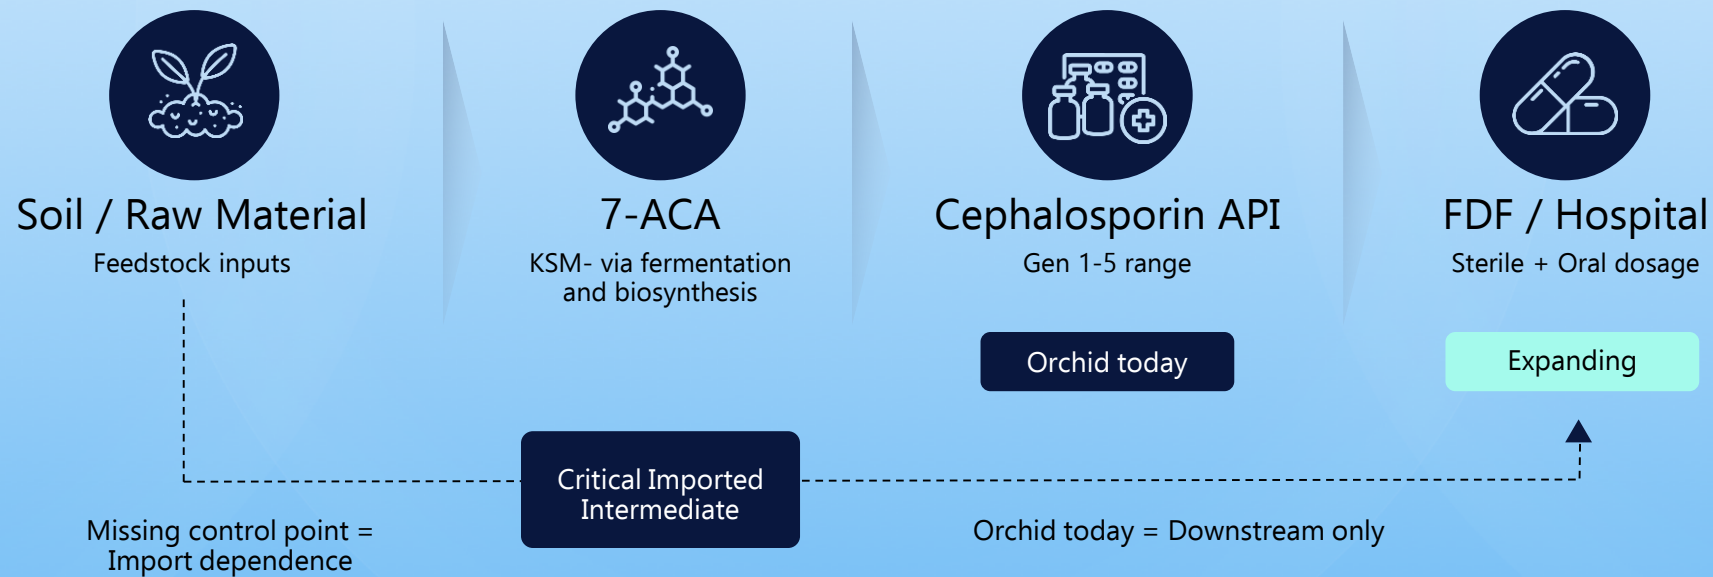 Soil / Raw Material
Feedstock inputs
7-ACA
KSM- via fermentation
and biosynthesis
Cephalosporin API
Gen 1-5 range
Orchid today
FDF / Hospital
Sterile + Oral dosage
Expanding
Critical Imported
Intermediate
Missing control point =
Import dependence
Orchid today = Downstream only